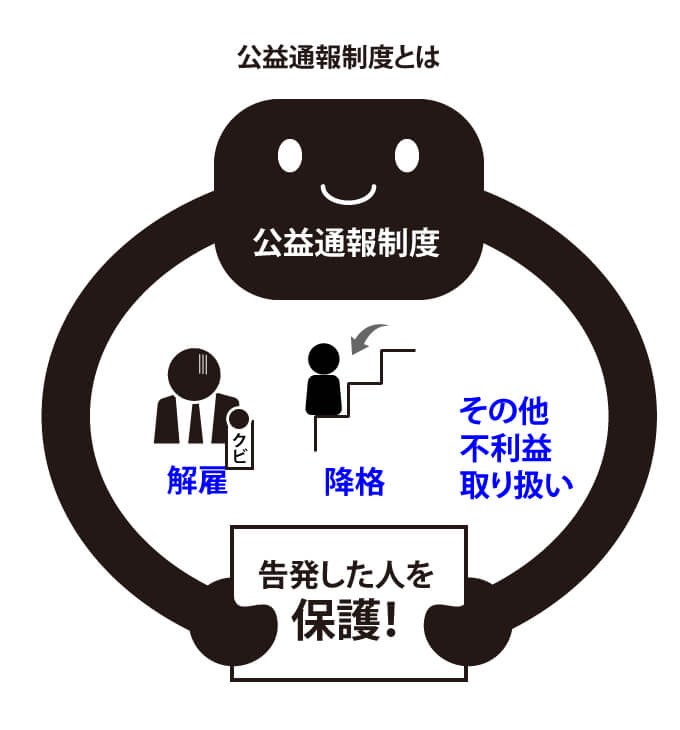 公益通報制度とは
公益通報制度
クビ
解雇
降格
その他
不利益
取り扱い
告発した人を
保護！